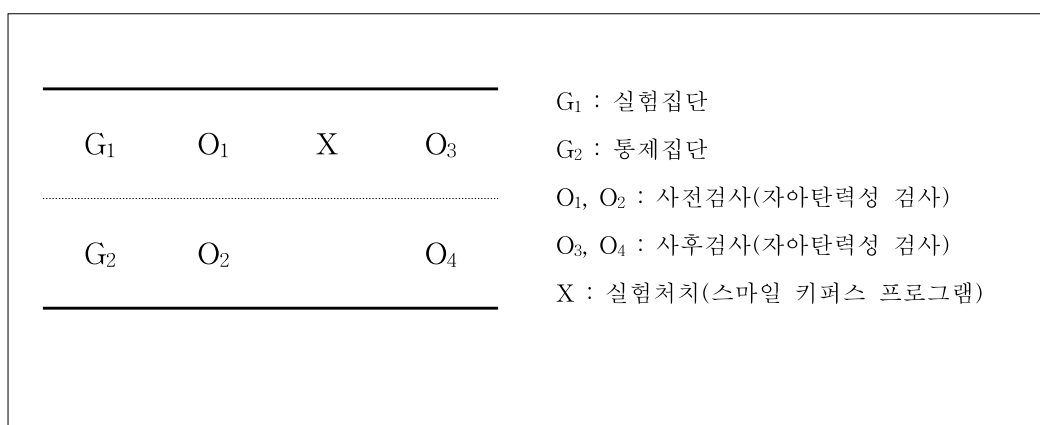 G₁ O₁ X O₃
G₂ O₂ O₄
G₁ : 실험집단
G₂ : 통제집단
O₁, O₂ : 사전검사(자아탄력성 검사)
O₃, O₄ : 사후검사(자아탄력성 검사)
X : 실험처치(스마일 키퍼스 프로그램)